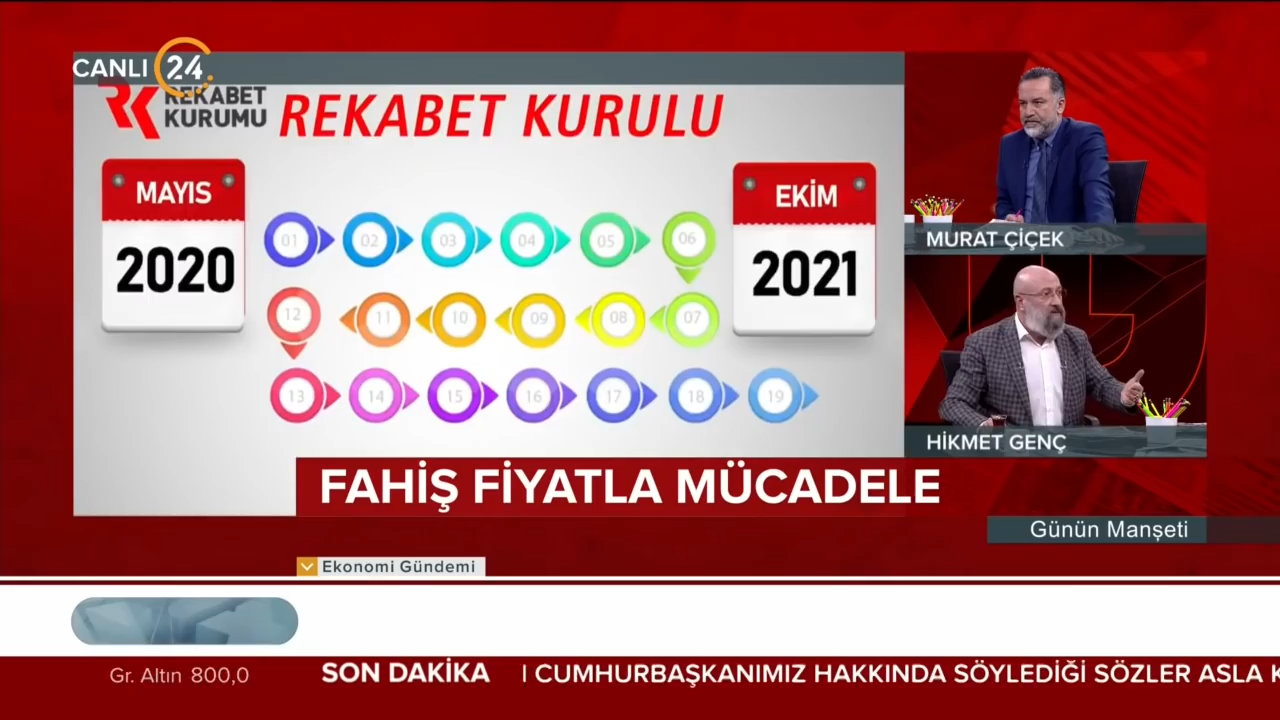 CANLI 24
REKABET
KURUMU
REKABET KURULU
MAYIS
2020
EKİM
2021
01 02 03 04 05 06
12 11 10 09 08 07
13 14 15 16 17 18 19
MURAT ÇİÇEK
HİKMET GENÇ
FAHİŞ FİYATLA MÜCADELE
Günün Manşeti
Ekonomi Gündemi
Gr. Altın 800,0
SON DAKİKA
I CUMHURBAŞKANIMIZ HAKKINDA SÖYLEDİĞİ SÖZLER ASLA K